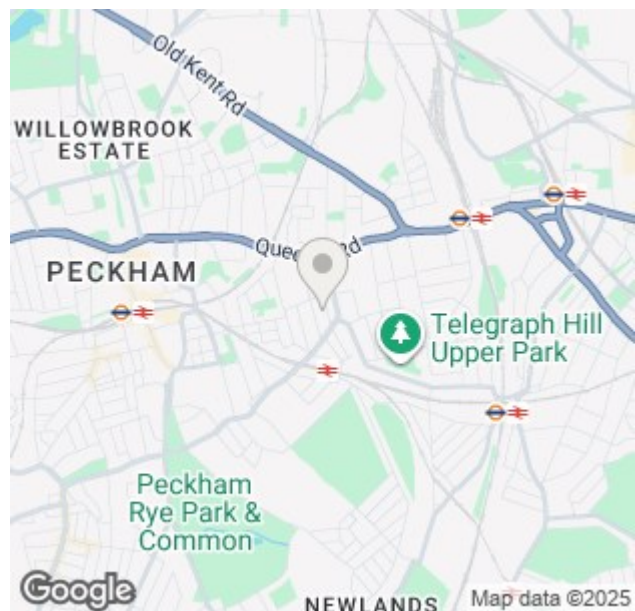 Old Kent Rd
WILLOWBROOK
ESTATE
Queen's Rd
PECKHAM
Telegraph Hill
Upper Park
Peckham
Rye Park &
Common
NEWLANDS
Google
Map data ©2025